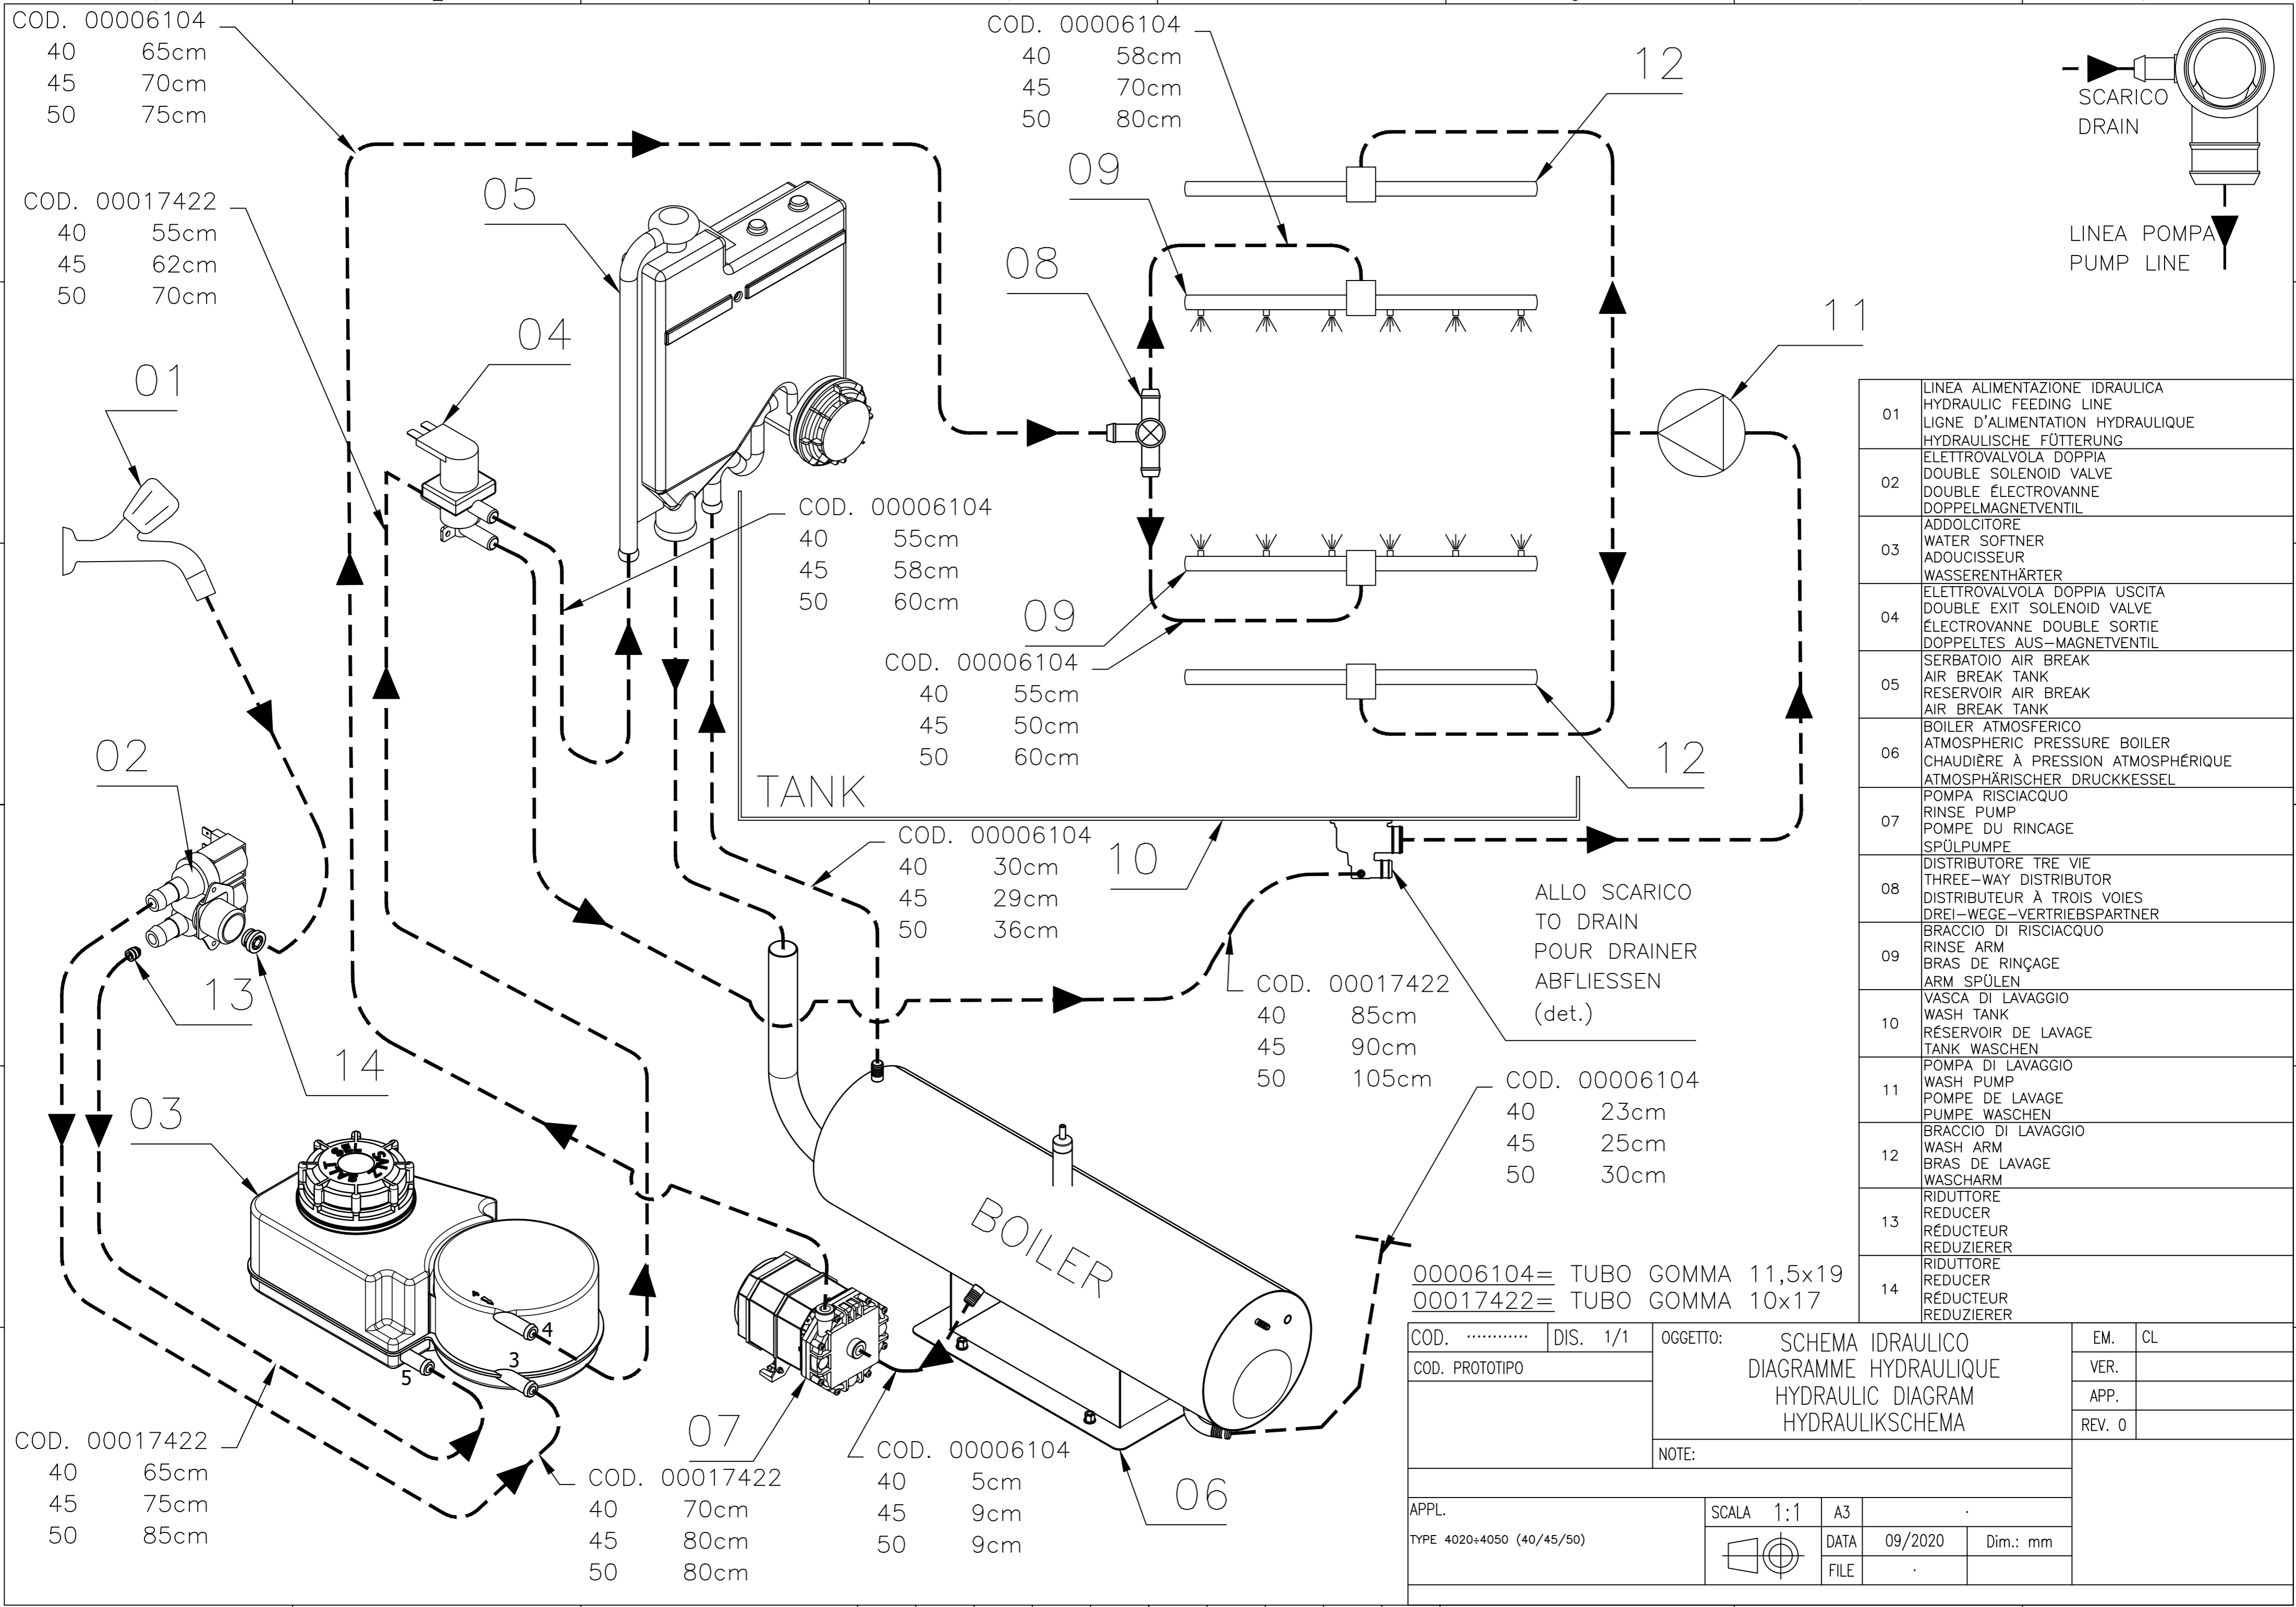 COD. 00006104
40 65cm
45 70cm
50 75cm
COD. 00017422
40 55cm
45 62cm
50 70cm
01
05
04
COD. 00006104
40 58cm
45 70cm
50 80cm
12
09
08
11
SCARICO
DRAIN
LINEA POMPA
PUMP LINE
COD. 00006104
40 55cm
45 58cm
50 60cm
09
COD. 00006104
40 55cm
45 50cm
50 60cm
12
TANK
02
COD. 00006104
40 30cm
45 29cm
50 36cm
10
ALLO SCARICO
TO DRAIN
POUR DRAINER
ABFLIESSEN
(det.)
13
14
COD. 00017422
40 85cm
45 90cm
50 105cm
COD. 00006104
40 23cm
45 25cm
50 30cm
03
SALT
SEL
4
3
5
BOILER
COD. 00017422
40 65cm
45 75cm
50 85cm
07
COD. 00017422
40 70cm
45 80cm
50 80cm
COD. 00006104
40 5cm
45 9cm
50 9cm
06
00006104= TUBO GOMMA 11,5x19
00017422= TUBO GOMMA 10x17
01
LINEA ALIMENTAZIONE IDRAULICA
HYDRAULIC FEEDING LINE
LIGNE D'ALIMENTATION HYDRAULIQUE
HYDRAULISCHE FÜTTERUNG
02
ELETTROVALVOLA DOPPIA
DOUBLE SOLENOID VALVE
DOUBLE ÉLECTROVANNE
DOPPELMAGNETVENTIL
03
ADDOLCITORE
WATER SOFTNER
ADOUCISSEUR
WASSERENTHÄRTER
04
ELETTROVALVOLA DOPPIA USCITA
DOUBLE EXIT SOLENOID VALVE
ÉLECTROVANNE DOUBLE SORTIE
DOPPELTES AUS-MAGNETVENTIL
05
SERBATOIO AIR BREAK
AIR BREAK TANK
RESERVOIR AIR BREAK
AIR BREAK TANK
06
BOILER ATMOSFERICO
ATMOSPHERIC PRESSURE BOILER
CHAUDIÈRE À PRESSION ATMOSPHÉRIQUE
ATMOSPHÄRISCHER DRUCKKESSEL
07
POMPA RISCIACQUO
RINSE PUMP
POMPE DU RINCAGE
SPÜLPUMPE
08
DISTRIBUTORE TRE VIE
THREE-WAY DISTRIBUTOR
DISTRIBUTEUR À TROIS VOIES
DREI-WEGE-VERTRIEBSPARTNER
09
BRACCIO DI RISCIACQUO
RINSE ARM
BRAS DE RINÇAGE
ARM SPÜLEN
10
VASCA DI LAVAGGIO
WASH TANK
RÉSERVOIR DE LAVAGE
TANK WASCHEN
11
POMPA DI LAVAGGIO
WASH PUMP
POMPE DE LAVAGE
PUMPE WASCHEN
12
BRACCIO DI LAVAGGIO
WASH ARM
BRAS DE LAVAGE
WASCHARM
13
RIDUTTORE
REDUCER
RÉDUCTEUR
REDUZIERER
14
RIDUTTORE
REDUCER
RÉDUCTEUR
REDUZIERER
COD. ............ DIS. 1/1
COD. PROTOTIPO
OGGETTO:
SCHEMA IDRAULICO
DIAGRAMME HYDRAULIQUE
HYDRAULIC DIAGRAM
HYDRAULIKSCHEMA
EM. CL
VER.
APP.
REV. 0
NOTE:
APPL.
TYPE 4020÷4050 (40/45/50)
SCALA 1:1 A3 .
DATA 09/2020 Dim.: mm
FILE .